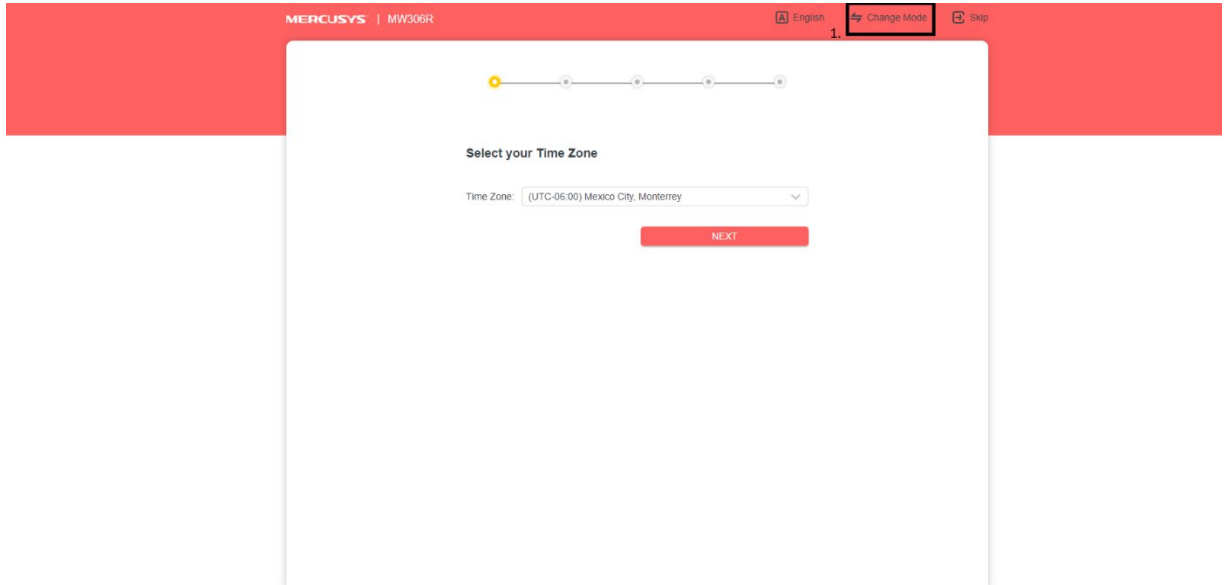 MERCUSYS | MW306R English Change Mode Skip
1.
Select your Time Zone
Time Zone: (UTC-06:00) Mexico City, Monterrey
NEXT